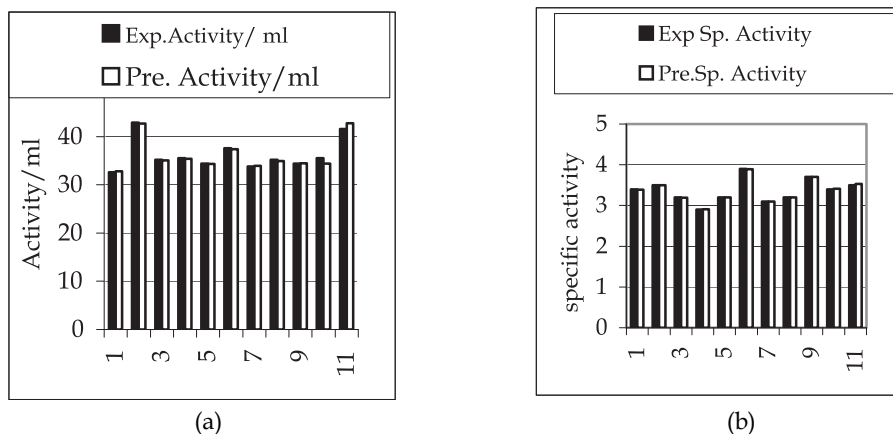 Exp.Activity/ ml
Pre. Activity/ml
Activity/ml
40
30
20
10
0
1 3 5 7 9 11
(a)
Exp Sp. Activity
Pre.Sp. Activity
specific activity
5
4
3
2
1
0
1 3 5 7 9 11
(b)